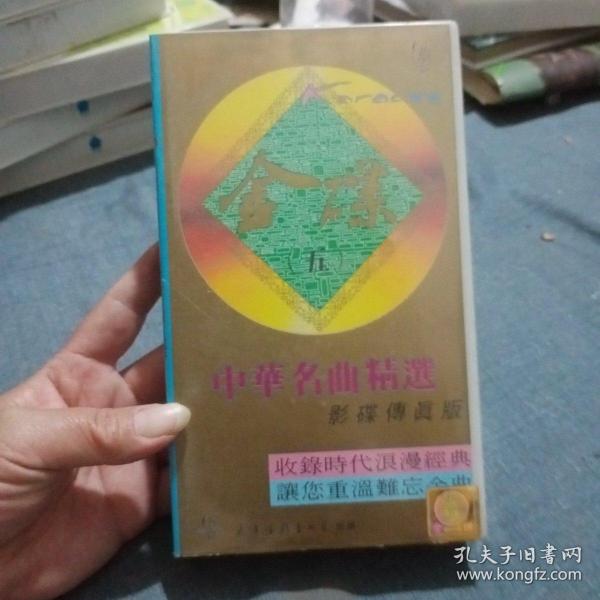 金碟
（五）
中華名曲精選
影碟傳眞版
收錄時代浪漫經典
讓您重溫難忘金曲
孔夫子旧书网
www.kongfz.com